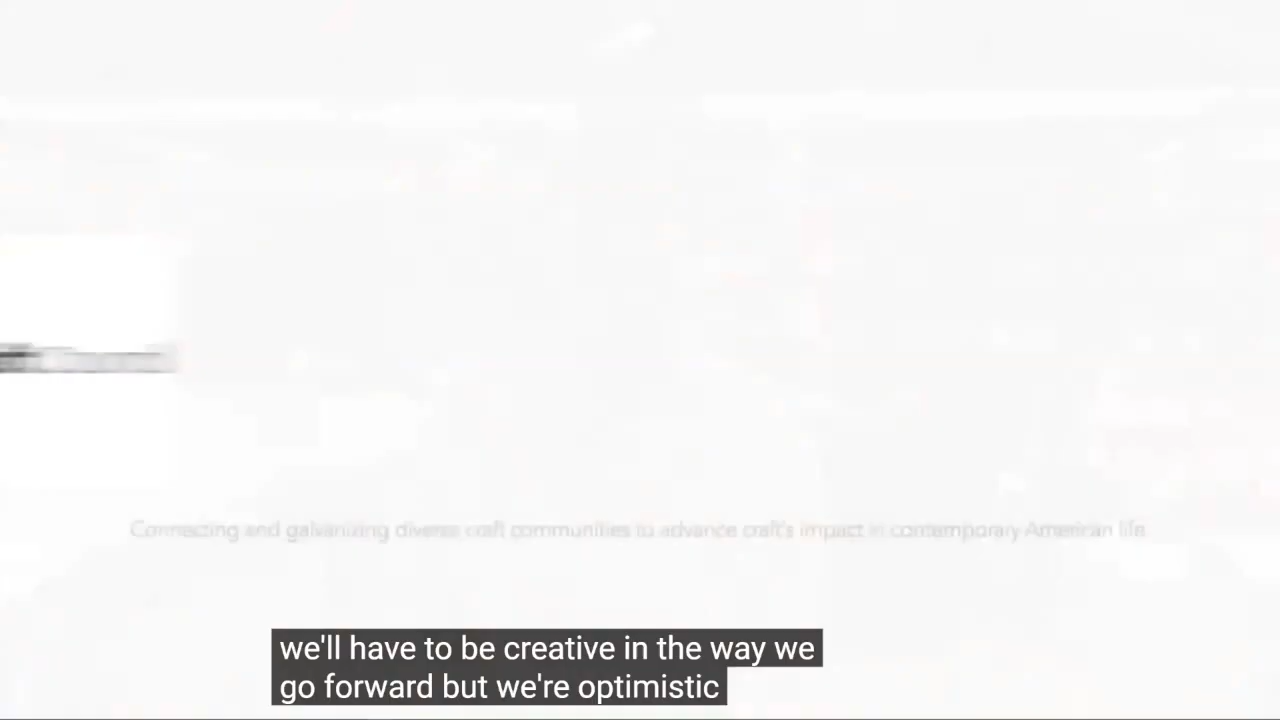 Connecting and galvanizing diverse craft communities to advance craft's impact in contemporary American life
we'll have to be creative in the way we
go forward but we're optimistic